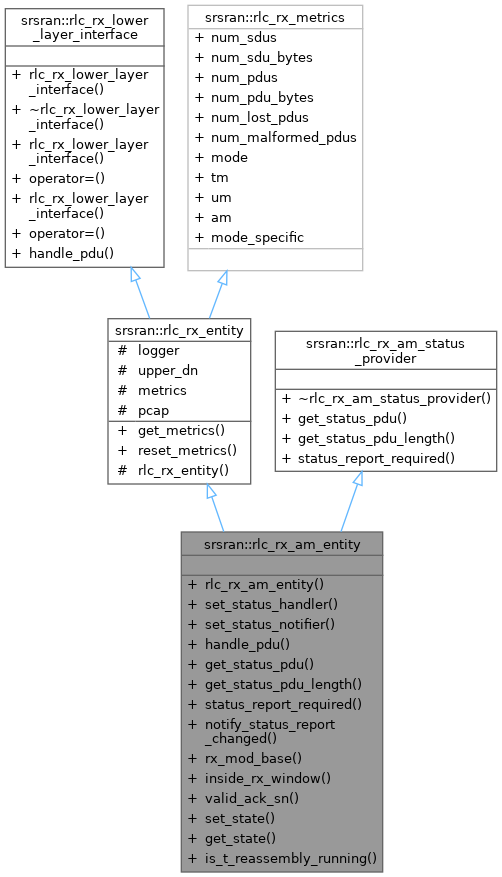 srsran::rlc_rx_lower
_layer_interface
+ rlc_rx_lower_layer
_interface()
+ ~rlc_rx_lower_layer
_interface()
+ rlc_rx_lower_layer
_interface()
+ operator=()
+ rlc_rx_lower_layer
_interface()
+ operator=()
+ handle_pdu()
srsran::rlc_rx_metrics
+ num_sdus
+ num_sdu_bytes
+ num_pdus
+ num_pdu_bytes
+ num_lost_pdus
+ num_malformed_pdus
+ mode
+ tm
+ um
+ am
+ mode_specific
srsran::rlc_rx_entity
# logger
# upper_dn
# metrics
# pcap
+ get_metrics()
+ reset_metrics()
# rlc_rx_entity()
srsran::rlc_rx_am_status
_provider
+ ~rlc_rx_am_status_provider()
+ get_status_pdu()
+ get_status_pdu_length()
+ status_report_required()
srsran::rlc_rx_am_entity
+ rlc_rx_am_entity()
+ set_status_handler()
+ set_status_notifier()
+ handle_pdu()
+ get_status_pdu()
+ get_status_pdu_length()
+ status_report_required()
+ notify_status_report
_changed()
+ rx_mod_base()
+ inside_rx_window()
+ valid_ack_sn()
+ set_state()
+ get_state()
+ is_t_reassembly_running()